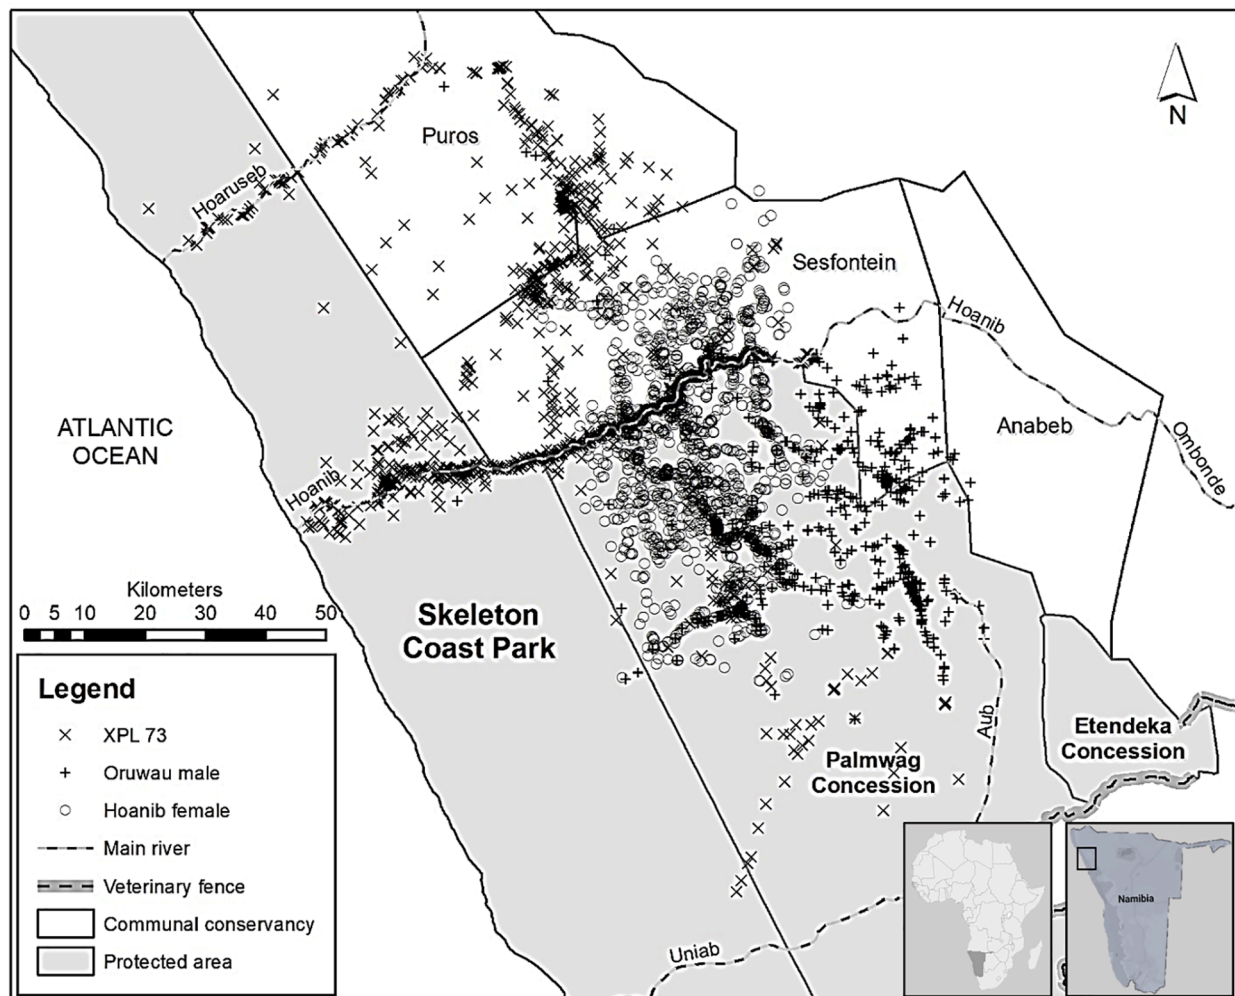 N
Puros
Hoaruseb
Sesfontein
Hoanib
Anabeb
Ombonde
ATLANTIC
OCEAN
Hoanib
Kilometers
0 5 10 20 30 40 50
Skeleton
Coast Park
Aub
Etendeka
Concession
Palmwag
Concession
Legend
XPL 73
Oruwau male
Hoanib female
Main river
Veterinary fence
Communal conservancy
Protected area
Uniab
Namibia